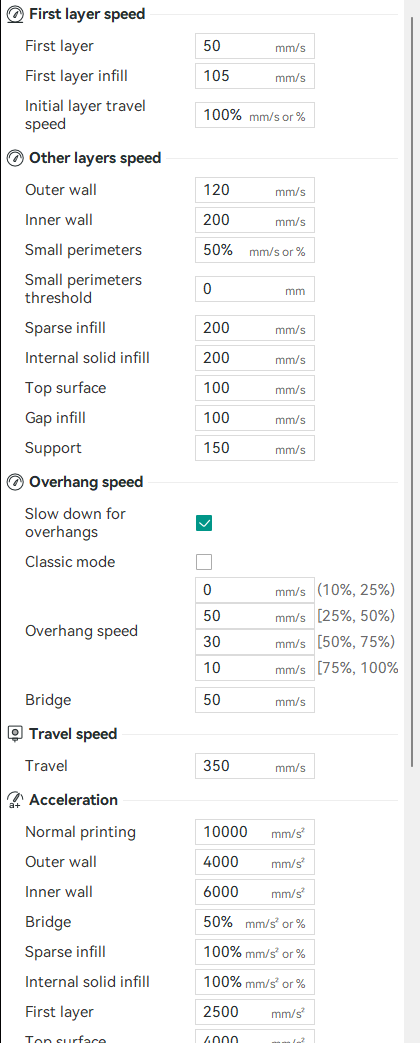 First layer speed
First layer 50 mm/s
First layer infill 105 mm/s
Initial layer travel
speed 100% mm/s or %
Other layers speed
Outer wall 120 mm/s
Inner wall 200 mm/s
Small perimeters 50% mm/s or %
Small perimeters
threshold 0 mm
Sparse infill 200 mm/s
Internal solid infill 200 mm/s
Top surface 100 mm/s
Gap infill 100 mm/s
Support 150 mm/s
Overhang speed
Slow down for
overhangs
Classic mode
0 mm/s (10%, 25%)
50 mm/s [25%, 50%)
Overhang speed
30 mm/s [50%, 75%)
10 mm/s [75%, 100%
Bridge 50 mm/s
Travel speed
Travel 350 mm/s
a+ Acceleration
Normal printing 10000 mm/s²
Outer wall 4000 mm/s²
Inner wall 6000 mm/s²
Bridge 50% mm/s² or %
Sparse infill 100% mm/s² or %
Internal solid infill 100% mm/s² or %
First layer 2500 mm/s²
Top surface 4000 mm/s²